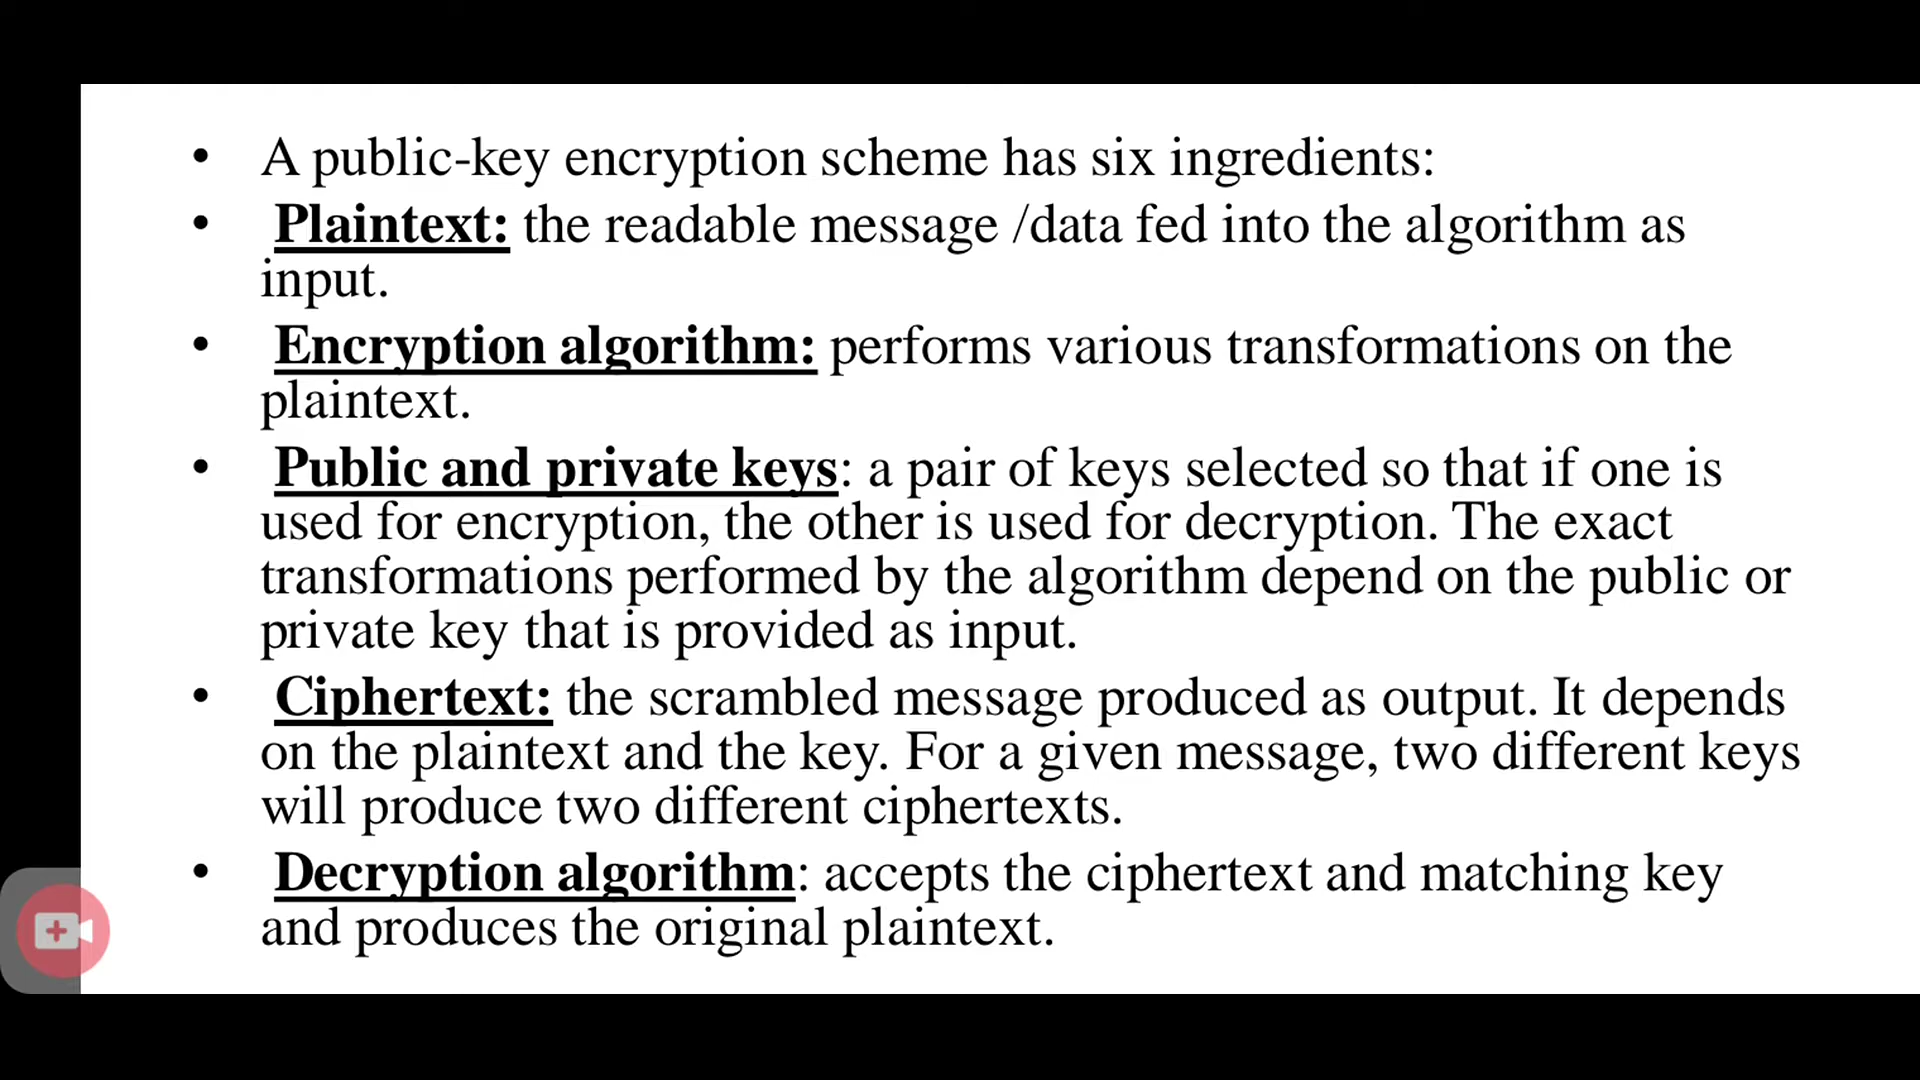 • A public-key encryption scheme has six ingredients:
• Plaintext: the readable message /data fed into the algorithm as
input.
• Encryption algorithm: performs various transformations on the
plaintext.
• Public and private keys: a pair of keys selected so that if one is
used for encryption, the other is used for decryption. The exact
transformations performed by the algorithm depend on the public or
private key that is provided as input.
• Ciphertext: the scrambled message produced as output. It depends
on the plaintext and the key. For a given message, two different keys
will produce two different ciphertexts.
• Decryption algorithm: accepts the ciphertext and matching key
and produces the original plaintext.